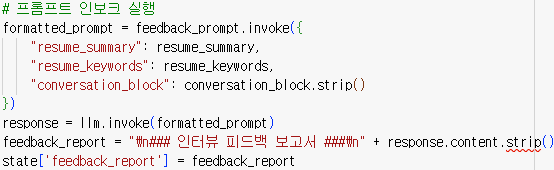 # 프롬프트 인보크 실행
formatted_prompt = feedback_prompt.invoke({
    "resume_summary": resume_summary,
    "resume_keywords": resume_keywords,
    "conversation_block": conversation_block.strip()
})
response = llm.invoke(formatted_prompt)
feedback_report = "₩n### 인터뷰 피드백 보고서 ###₩n" + response.content.strip()
state['feedback_report'] = feedback_report